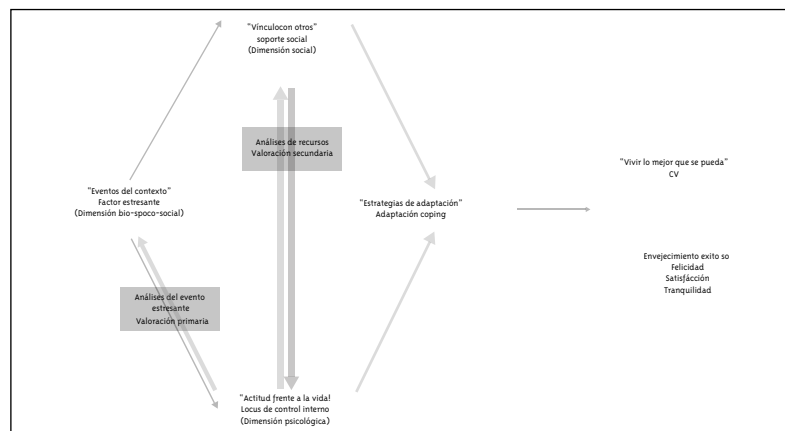 "Vínculocon otros"
soporte social
(Dimensión social)
Análises de recursos
Valoración secundaria
"Vivir lo mejor que se pueda"
CV
"Eventos del contexto"
Factor estresante
(Dimensión bio-spoco-social)
"Estrategias de adaptación"
Adaptación coping
Envejecimiento exito so
Felicidad
Satisfácción
Tranquilidad
Análises del evento
estresante
Valoración primaria
"Actitud frente a la vida!
Locus de control interno
(Dimensión psicológica)